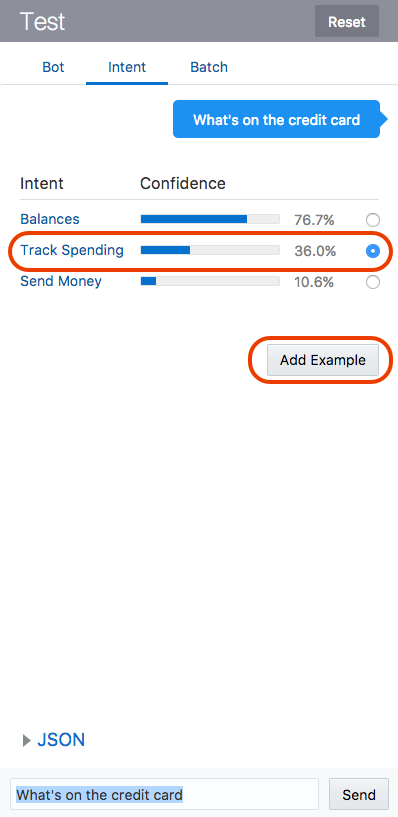 Test
Reset
Bot Intent Batch
What's on the credit card
Intent Confidence
Balances 76.7%
Track Spending 36.0%
Send Money 10.6%
Add Example
JSON
What's on the credit card Send